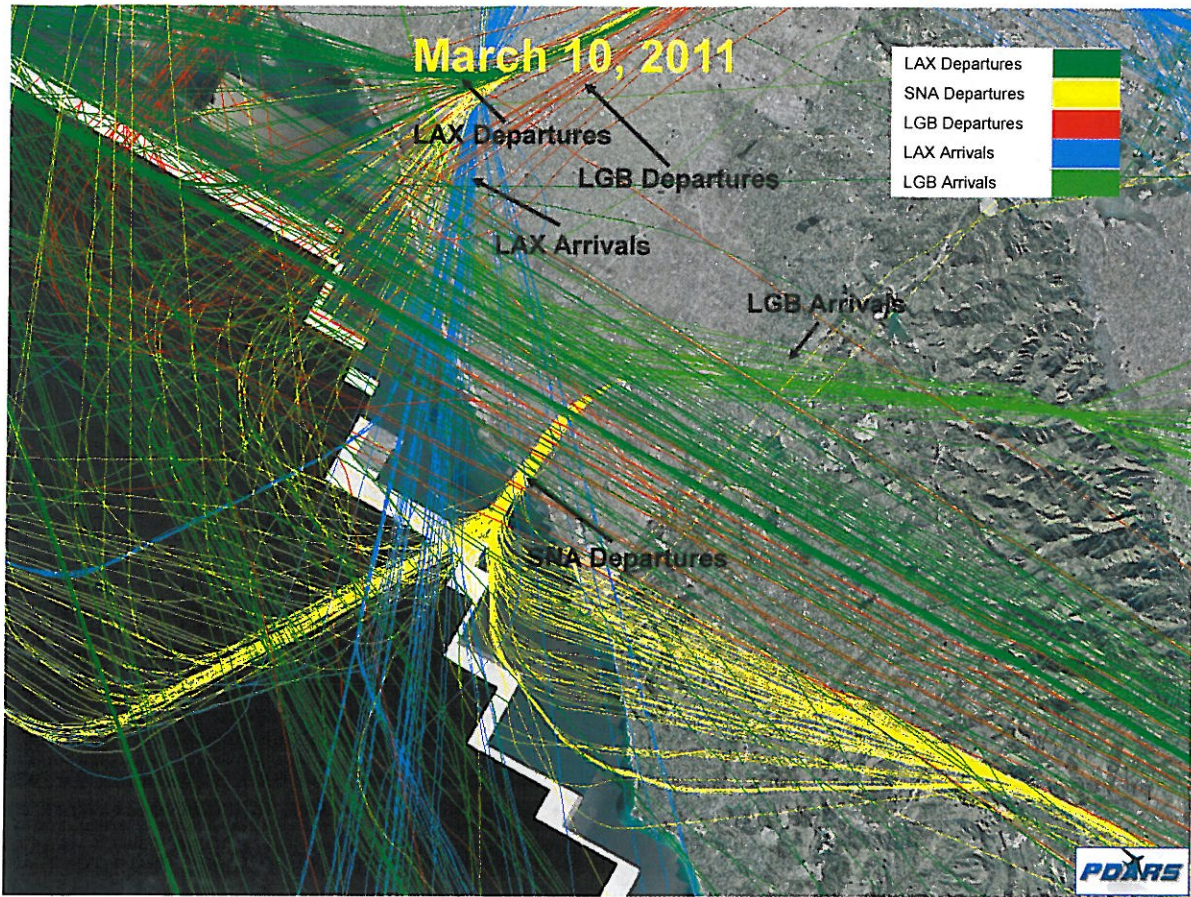 March 10, 2011
LAX Departures
SNA Departures
LGB Departures
LAX Arrivals
LGB Arrivals
LAX Departures
LGB Departures
LAX Arrivals
LGB Arrivals
SNA Departures
PDARS